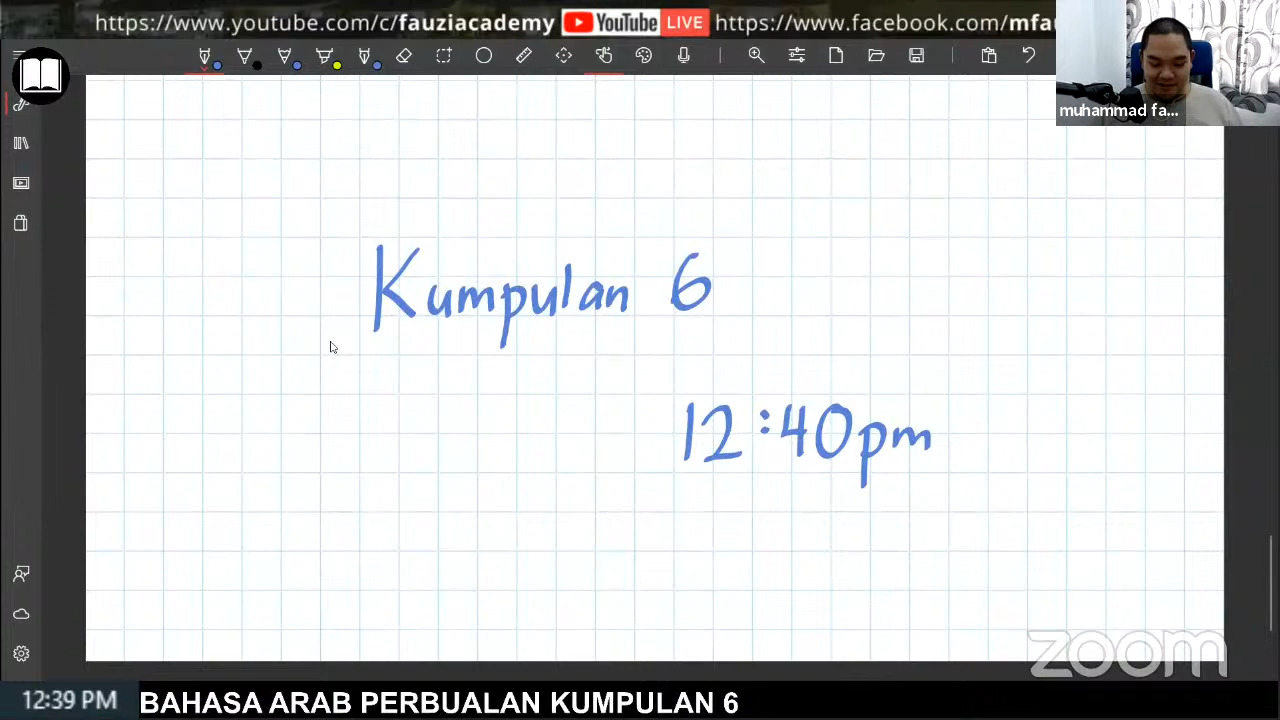 https://www.youtube.com/c/fauziacademy YouTube LIVE https://www.facebook.com/mfau
muhammad fa...
Kumpulan 6
12:40pm
zoom
12:39 PM BAHASA ARAB PERBUALAN KUMPULAN 6